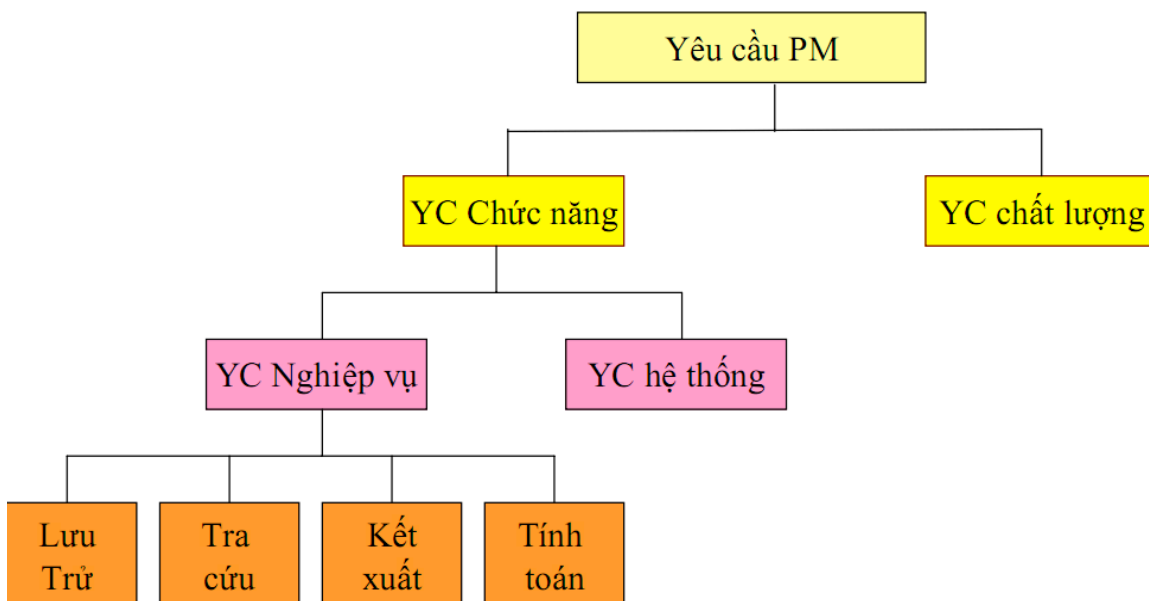 Yêu cầu PM
YC Chức năng
YC chất lượng
YC Nghiệp vụ
YC hệ thống
Lưu
Trử
Tra
cứu
Kết
xuất
Tính
toán